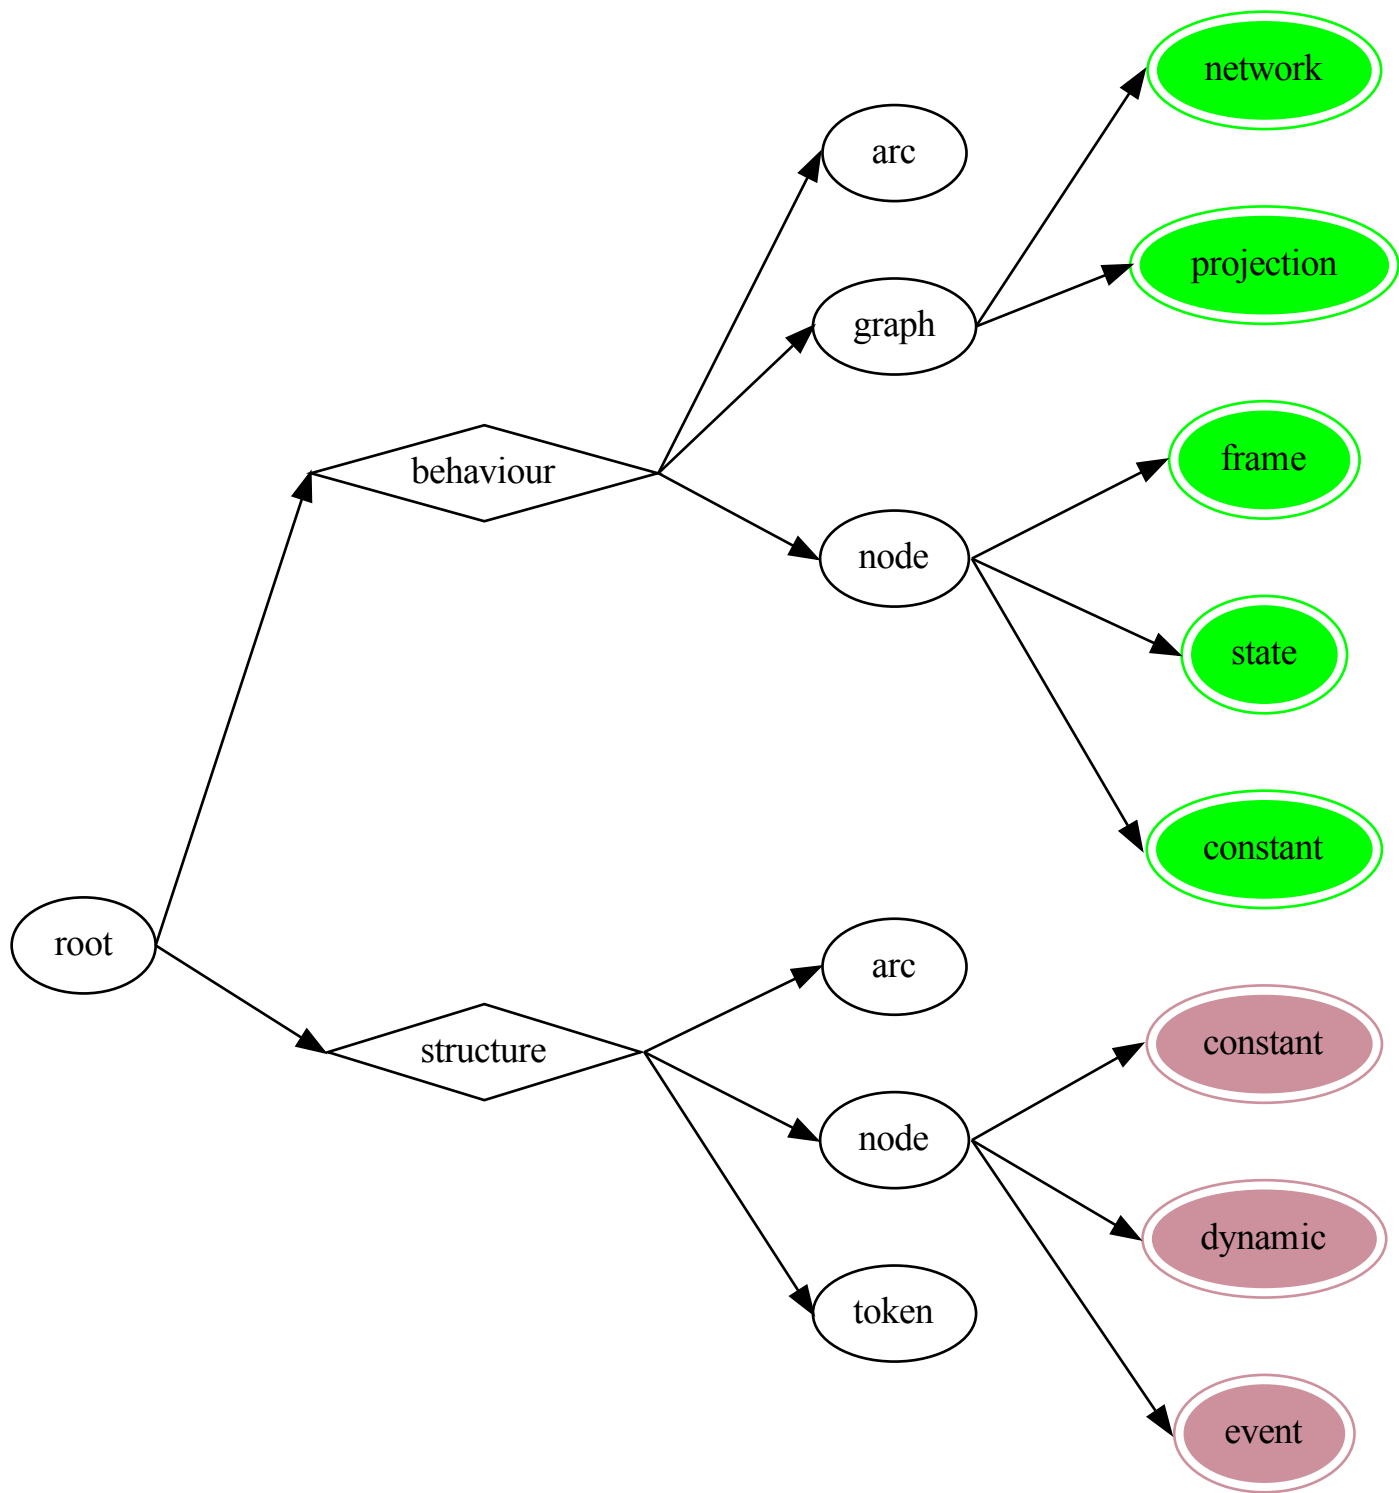 network
arc
projection
graph
frame
behaviour
node
state
constant
root
arc
constant
structure
node
dynamic
token
event